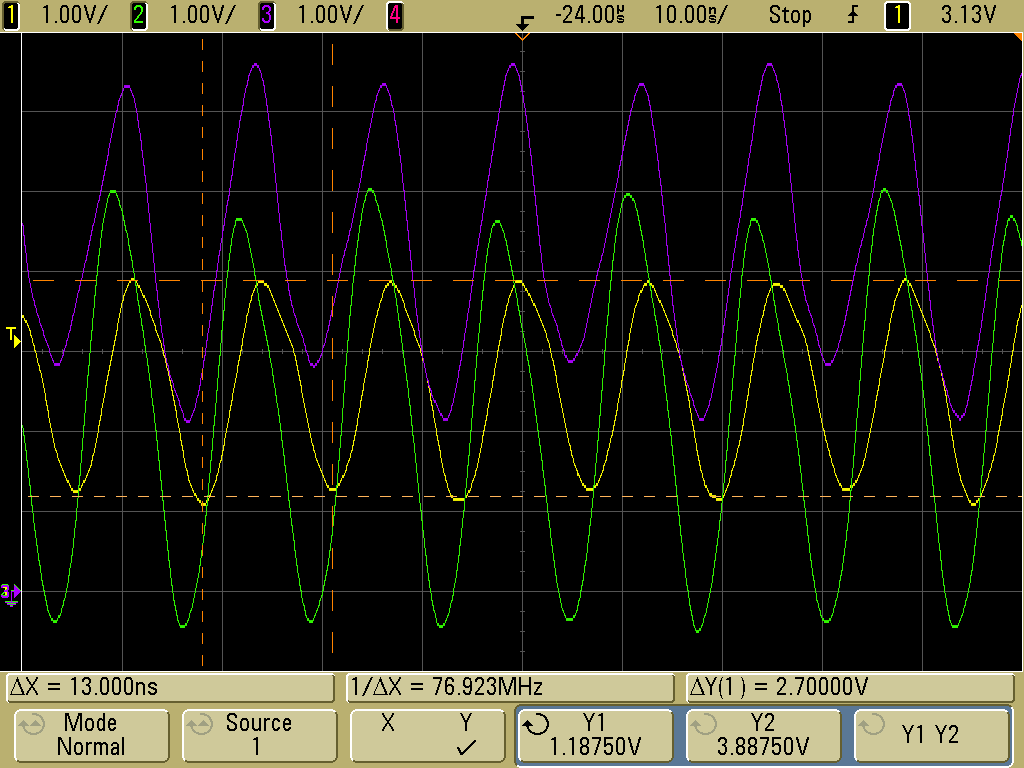 1 1.00V/ 2 1.00V/ 3 1.00V/ 4 -24.00ns 10.00ns/ Stop 1 3.13V
T
3
ΔX = 13.000ns 1/ΔX = 76.923MHz ΔY(1) = 2.70000V
Mode Source X Y Y1 Y2 Y1 Y2
Normal 1 ✓ 1.18750V 3.88750V